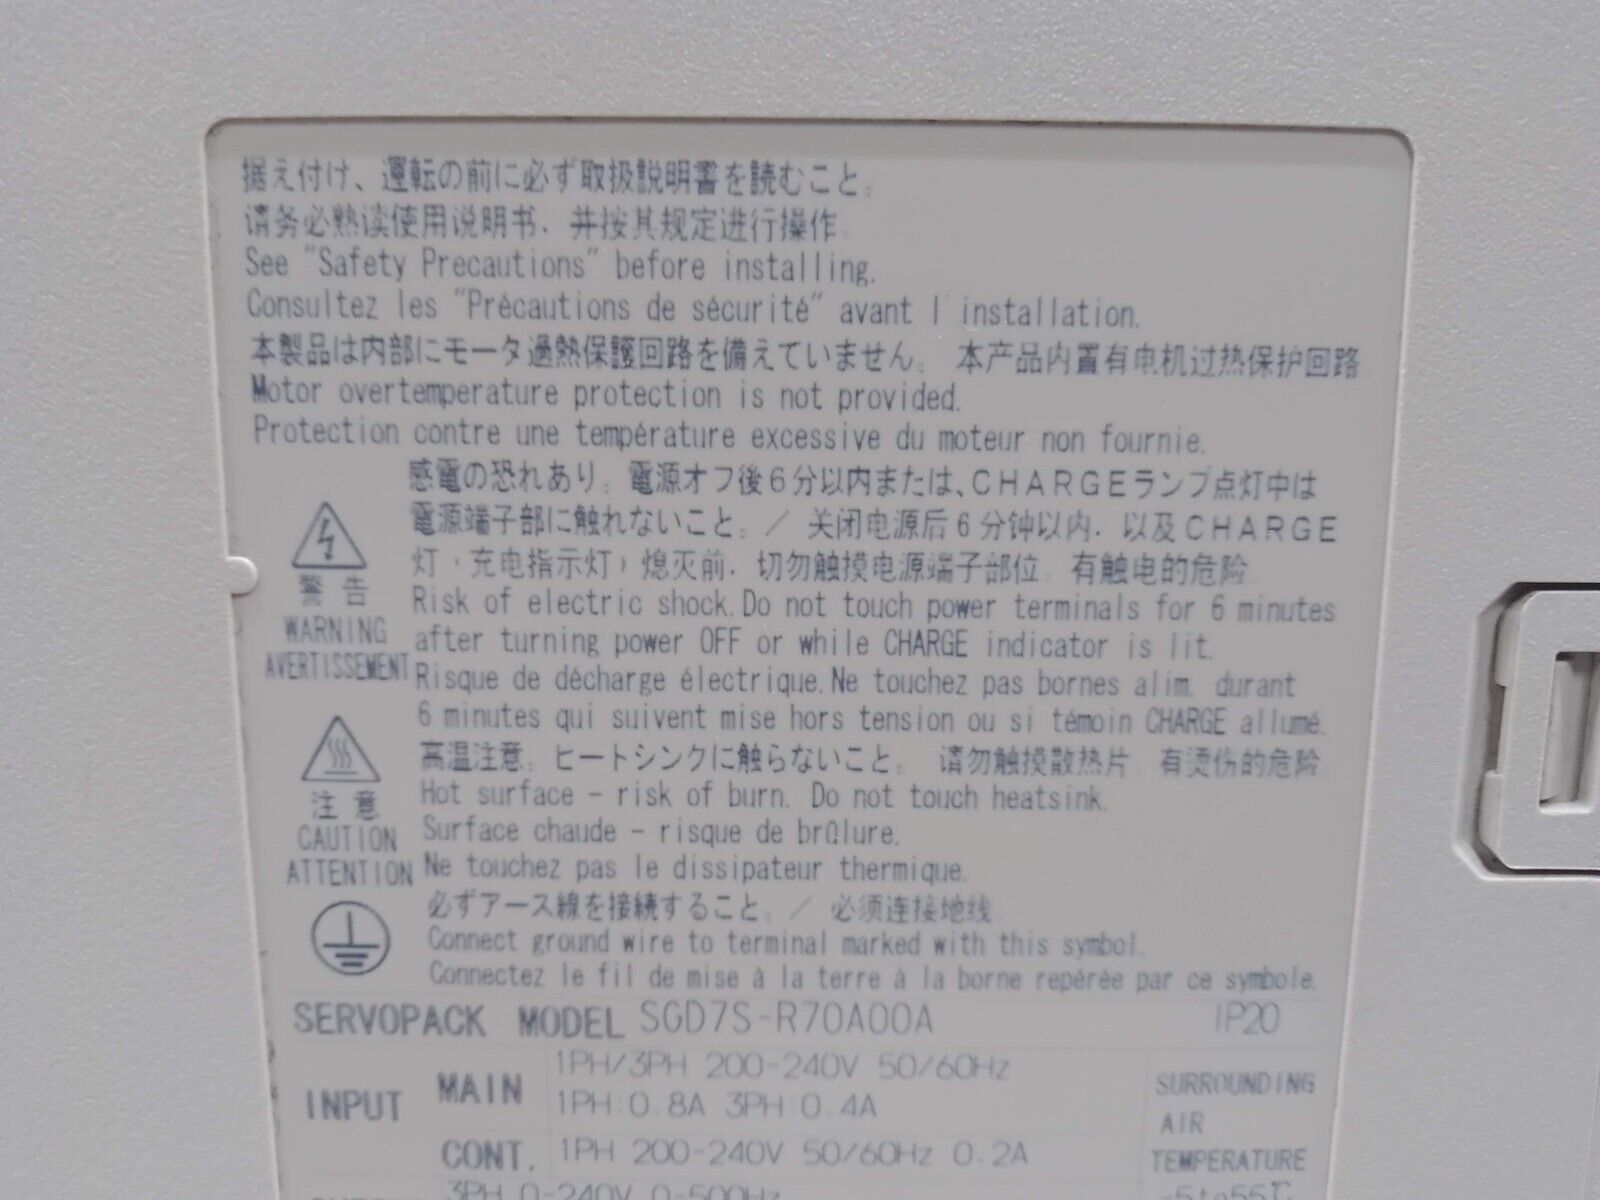 据え付け、運転の前に必ず取扱説明書を読むこと。
请务必熟读使用说明书，并按其规定进行操作
See "Safety Precautions" before installing.
Consultez les "Précautions de sécurité" avant l'installation.
本製品は内部にモータ過熱保護回路を備えていません。 本产品内置有电机过热保护回路
Motor overtemperature protection is not provided.
Protection contre une température excessive du moteur non fournie.
警告
WARNING
AVERTISSEMENT
感電の恐れあり。電源オフ後6分以内または、CHARGEランプ点灯中は
電源端子部に触れないこと。/ 关闭电源后6分钟以内，以及CHARGE
灯(充电指示灯)熄灭前，切勿触摸电源端子部位 有触电的危险
Risk of electric shock. Do not touch power terminals for 6 minutes
after turning power OFF or while CHARGE indicator is lit.
Risque de décharge électrique. Ne touchez pas bornes alim. durant
6 minutes qui suivent mise hors tension ou si témoin CHARGE allumé.
注意
CAUTION
ATTENTION
高温注意。ヒートシンクに触らないこと。 请勿触摸散热片 有烫伤的危险
Hot surface - risk of burn. Do not touch heatsink.
Surface chaude - risque de brûlure.
Ne touchez pas le dissipateur thermique.
必ずアース線を接続すること。/ 必须连接地线
Connect ground wire to terminal marked with this symbol.
Connectez le fil de mise à la terre à la borne repérée par ce symbole.
SERVOPACK MODEL SGD7S-R70A00A IP20
INPUT
MAIN 1PH/3PH 200-240V 50/60Hz
1PH:0.8A 3PH:0.4A
CONT. 1PH 200-240V 50/60Hz 0.2A
SURROUNDING
AIR
TEMPERATURE
-5to55℃
3PH 0-240V 0-500Hz